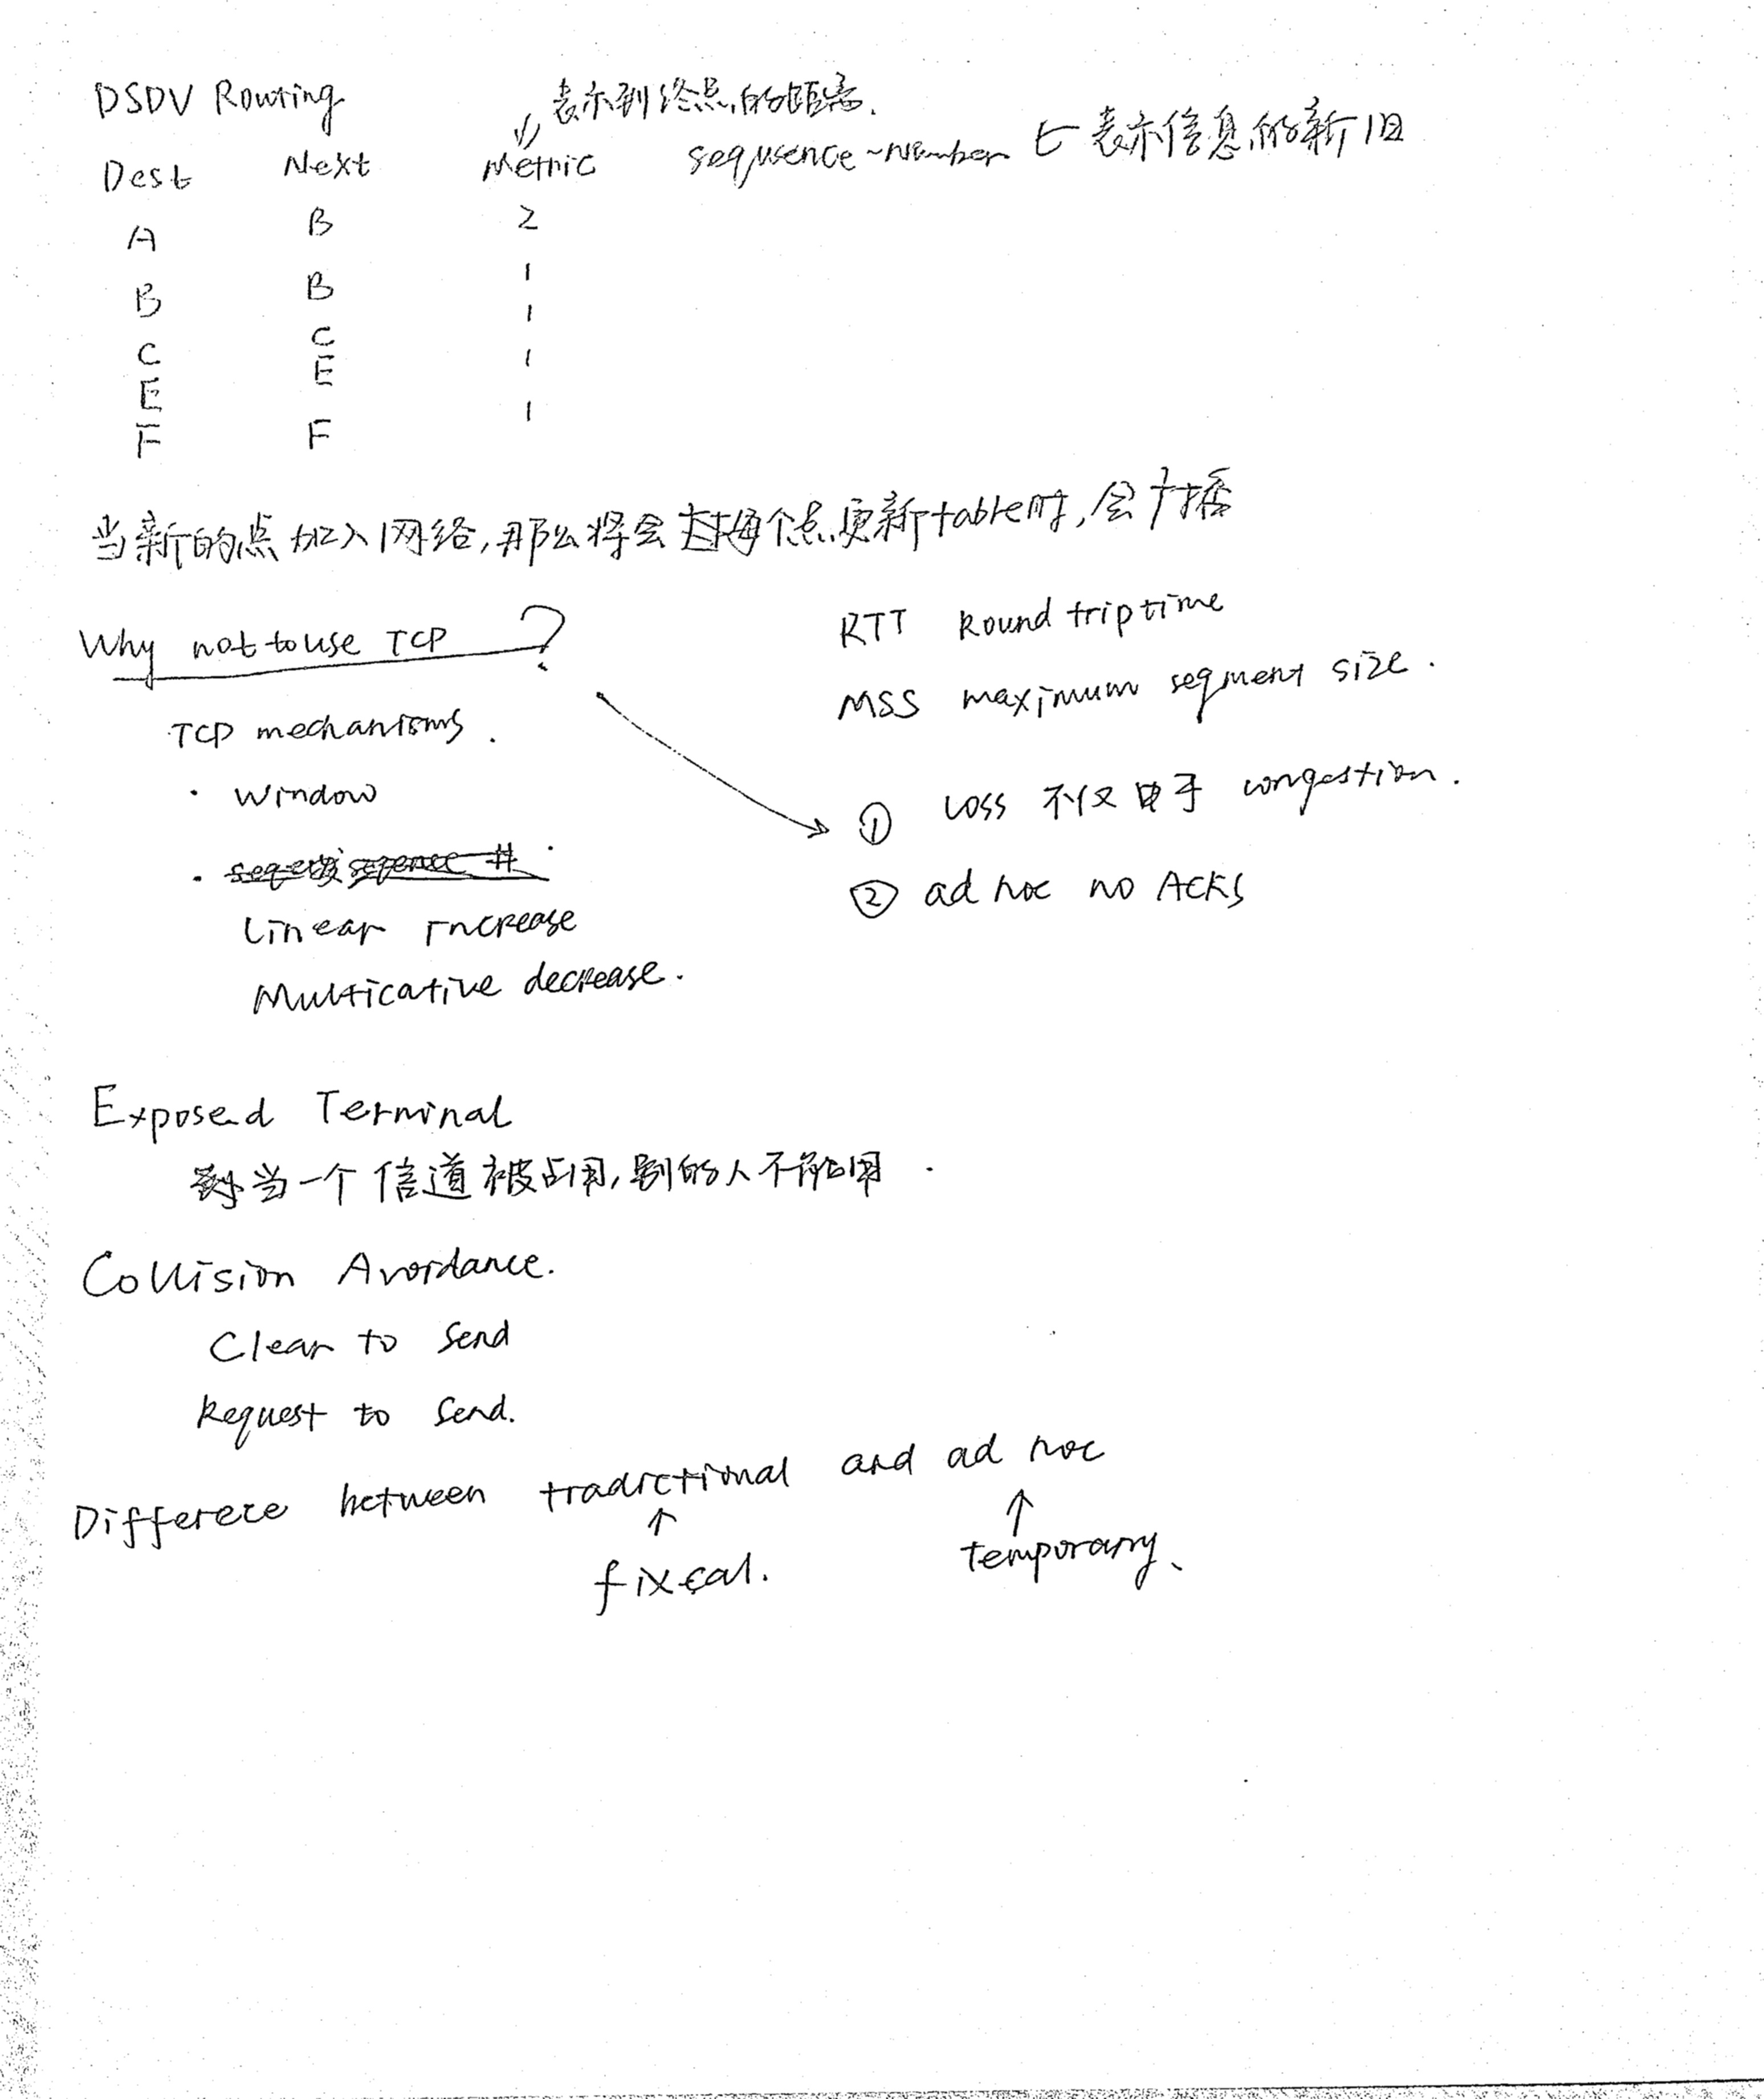 DSDV Routing
表示到终点的距离.
Dest Next Metric sequsence-number ← 表示信息的新旧
A B 2
B B 1
C C 1
E E 1
F F 1
当新的点加入网络,那么将会 每个点更新table时,会广播
Why not to use TCP ?
RTT Round trip time
MSS maximum segment size.
TCP mechanisms.
· Window
① Loss 不仅由于 congestion.
② ad hoc no ACKs
Linear Increase
Multicative decrease.
Exposed Terminal
当一个信道被占用,别的人不能占用.
Collision Avoidance.
Clear to Send
Request to Send.
Differece between tradictional and ad hoc
↑ ↑
temporary.